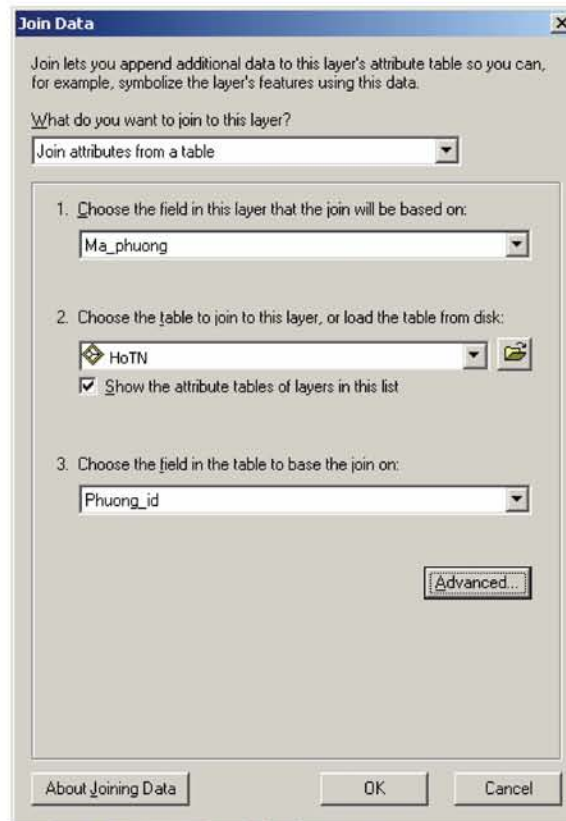 Join Data
Join lets you append additional data to this layer's attribute table so you can,
for example, symbolize the layer's features using this data.
What do you want to join to this layer?
Join attributes from a table
1. Choose the field in this layer that the join will be based on:
Ma_phuong
2. Choose the table to join to this layer, or load the table from disk:
HoTN
Show the attribute tables of layers in this list
3. Choose the field in the table to base the join on:
Phuong_id
Advanced...
About Joining Data
OK
Cancel